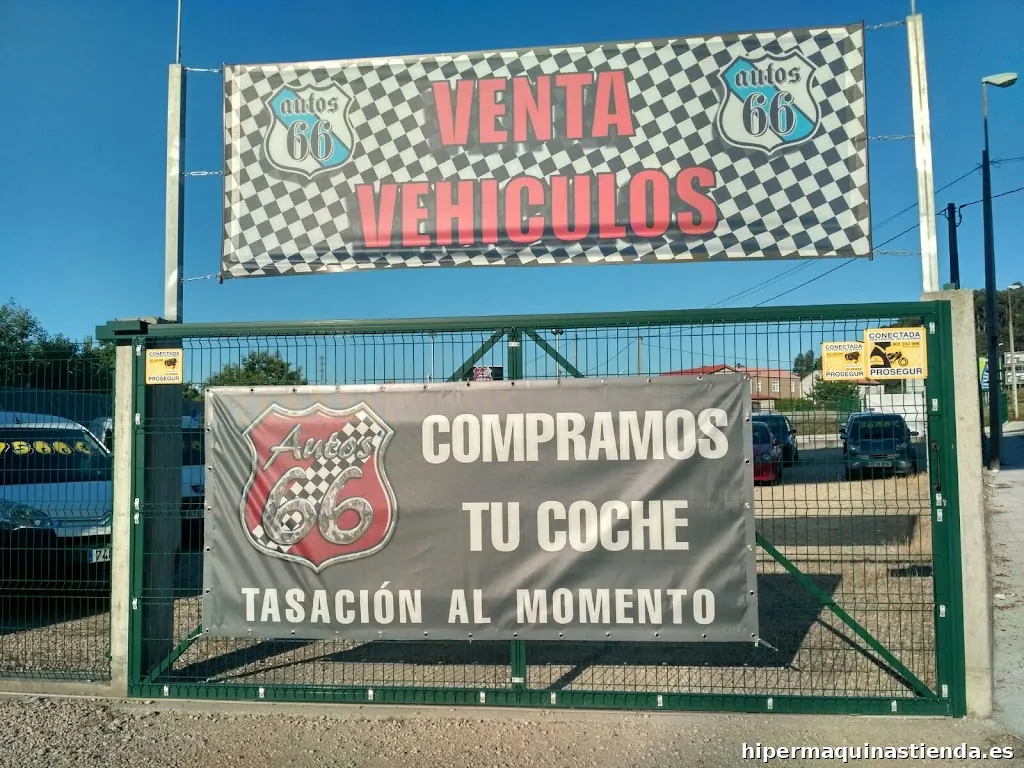 autos
66
VENTA
VEHICULOS
autos
66
CONECTADA
PROSEGUR
CONECTADA
PROSEGUR
CONECTADA
PROSEGUR
Autos
66
COMPRAMOS
TU COCHE
TASACIÓN AL MOMENTO
hipermaquinastienda.es